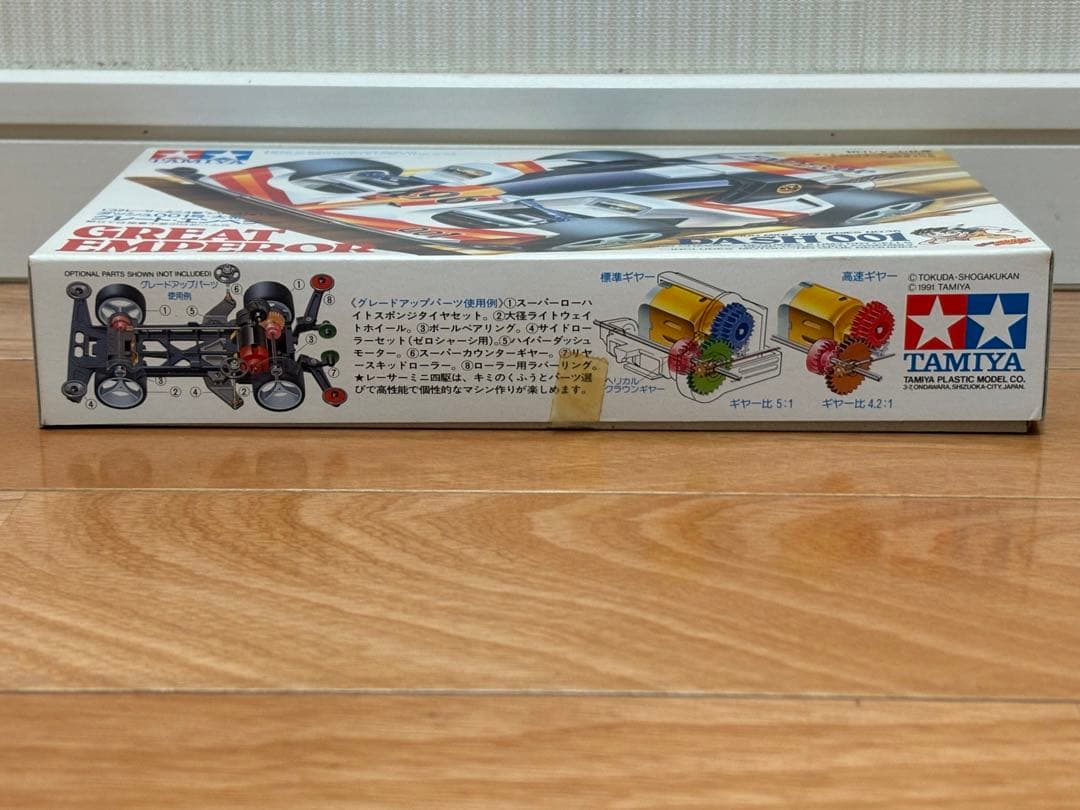 TAMIYA
GREAT
EMPEROR
DASH-001
OPTIONAL PARTS SHOWN (NOT INCLUDED)
グレードアップパーツ
使用例
① ⑤ ⑥ ① ⑧ ③ ⑦ ④ ③ ② ②
《グレードアップパーツ使用例》①スーパーローハ
イトスポンジタイヤセット。②大径ライトウェイ
トホイール。③ボールベアリング。④サイドロ
ーラーセット(ゼロシャーシ用)。⑤ハイパーダッシュ
モーター。⑥スーパーカウンターギヤー。⑦リヤ
ースキッドローラー。⑧ローラー用ラバーリング。
★レーサーミニ四駆は、キミのくふうとパーツ選
びで高性能で個性的なマシン作りが楽しめます。
標準ギヤー
ヘリカル
クラウンギヤー
ギヤー比 5:1
高速ギヤー
ギヤー比 4.2:1
©TOKUDA·SHOGAKUKAN
©1991 TAMIYA
TAMIYA
TAMIYA PLASTIC MODEL CO.
3-7, ONDAWARA, SHIZUOKA-CITY, JAPAN.